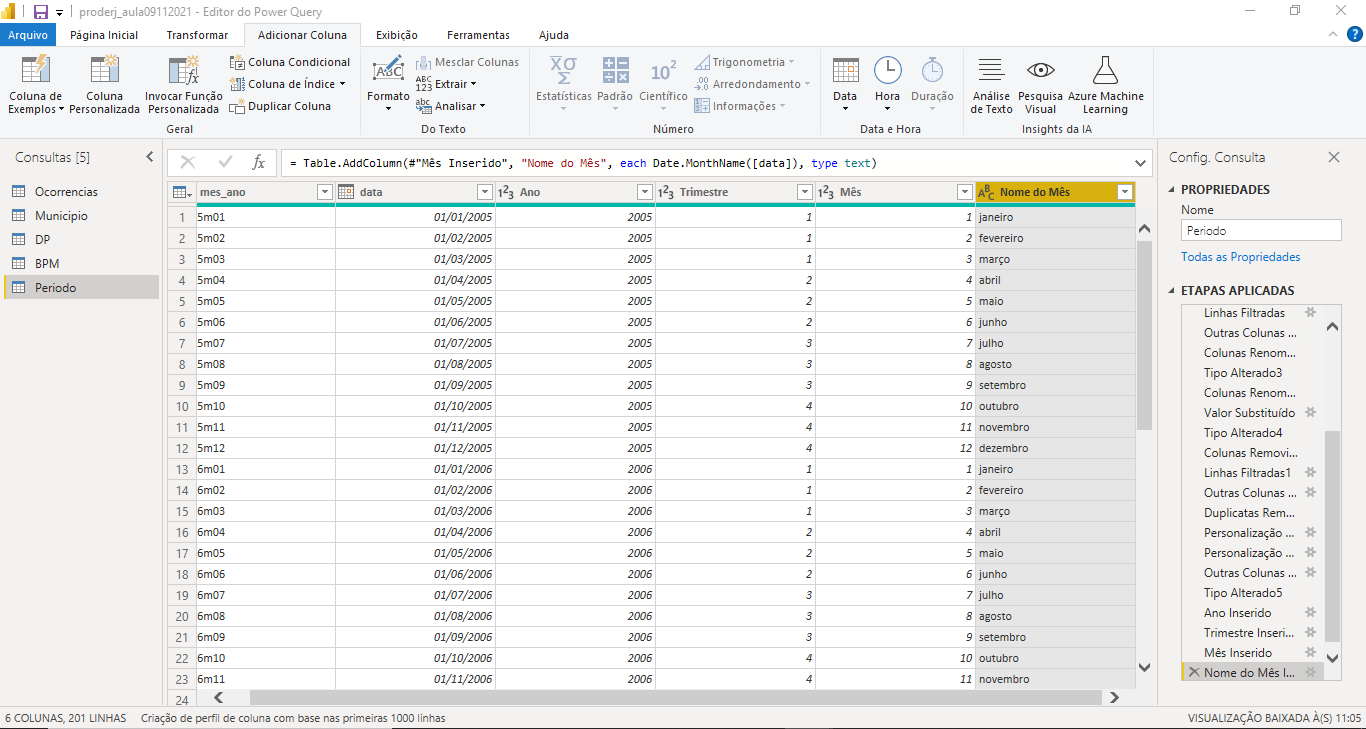 proderj_aula09112021 - Editor do Power Query
Arquivo Página Inicial Transformar Adicionar Coluna Exibição Ferramentas Ajuda
Coluna de Exemplos
Coluna Personalizada
Invocar Função Personalizada
Coluna Condicional
Coluna de Índice
Duplicar Coluna
Geral
Formato
Mesclar Colunas
Extrair
Analisar
Do Texto
Estatísticas
Padrão
Científico
Trigonometria
Arredondamento
Informações
Número
Data
Hora
Duração
Data e Hora
Análise de Texto
Pesquisa Visual
Azure Machine Learning
Insights da IA
Consultas [5]
Ocorrencias
Municipio
DP
BPM
Periodo
= Table.AddColumn(#"Mês Inserido", "Nome do Mês", each Date.MonthName([data]), type text)
mes_ano data Ano Trimestre Mês Nome do Mês
1 5m01 01/01/2005 2005 1 1 janeiro
2 5m02 01/02/2005 2005 1 2 fevereiro
3 5m03 01/03/2005 2005 1 3 março
4 5m04 01/04/2005 2005 2 4 abril
5 5m05 01/05/2005 2005 2 5 maio
6 5m06 01/06/2005 2005 2 6 junho
7 5m07 01/07/2005 2005 3 7 julho
8 5m08 01/08/2005 2005 3 8 agosto
9 5m09 01/09/2005 2005 3 9 setembro
10 5m10 01/10/2005 2005 4 10 outubro
11 5m11 01/11/2005 2005 4 11 novembro
12 5m12 01/12/2005 2005 4 12 dezembro
13 6m01 01/01/2006 2006 1 1 janeiro
14 6m02 01/02/2006 2006 1 2 fevereiro
15 6m03 01/03/2006 2006 1 3 março
16 6m04 01/04/2006 2006 2 4 abril
17 6m05 01/05/2006 2006 2 5 maio
18 6m06 01/06/2006 2006 2 6 junho
19 6m07 01/07/2006 2006 3 7 julho
20 6m08 01/08/2006 2006 3 8 agosto
21 6m09 01/09/2006 2006 3 9 setembro
22 6m10 01/10/2006 2006 4 10 outubro
23 6m11 01/11/2006 2006 4 11 novembro
24
Config. Consulta
PROPRIEDADES
Nome
Periodo
Todas as Propriedades
ETAPAS APLICADAS
Linhas Filtradas
Outras Colunas ...
Colunas Renom...
Tipo Alterado3
Colunas Renom...
Valor Substituído
Tipo Alterado4
Colunas Removi...
Linhas Filtradas1
Outras Colunas ...
Duplicatas Rem...
Personalização ...
Personalização ...
Outras Colunas ...
Tipo Alterado5
Ano Inserido
Trimestre Inseri...
Mês Inserido
Nome do Mês I...
6 COLUNAS, 201 LINHAS Criação de perfil de coluna com base nas primeiras 1000 linhas VISUALIZAÇÃO BAIXADA À(S) 11:05